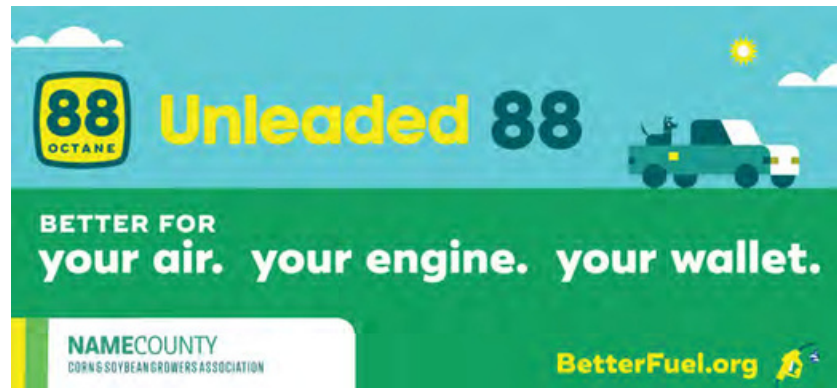 88
OCTANE
Unleaded 88
BETTER FOR
your air. your engine. your wallet.
NAMECOUNTY
CORN & SOYBEAN GROWERS ASSOCIATION
BetterFuel.org